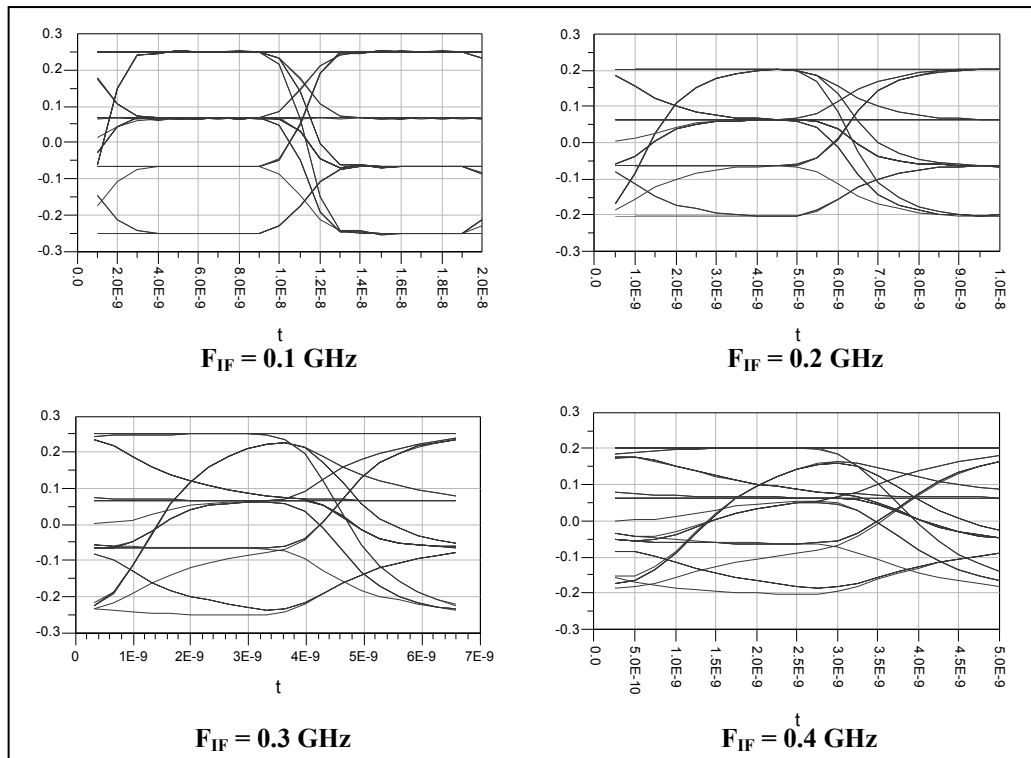 0.3
0.2
0.1
0.0
-0.1
-0.2
-0.3
0.0
2.0E-9
4.0E-9
6.0E-9
8.0E-9
1.0E-8
1.2E-8
1.4E-8
1.6E-8
1.8E-8
2.0E-8
t
F_IF = 0.1 GHz
0.3
0.2
0.1
0.0
-0.1
-0.2
-0.3
0.0
1.0E-9
2.0E-9
3.0E-9
4.0E-9
5.0E-9
6.0E-9
7.0E-9
8.0E-9
9.0E-9
1.0E-8
t
F_IF = 0.2 GHz
0.3
0.2
0.1
0.0
-0.1
-0.2
-0.3
0 1E-9 2E-9 3E-9 4E-9 5E-9 6E-9 7E-9
t
F_IF = 0.3 GHz
0.3
0.2
0.1
0.0
-0.1
-0.2
-0.3
0.0
5.0E-10
1.0E-9
1.5E-9
2.0E-9
2.5E-9
3.0E-9
3.5E-9
4.0E-9
4.5E-9
5.0E-9
t
F_IF = 0.4 GHz